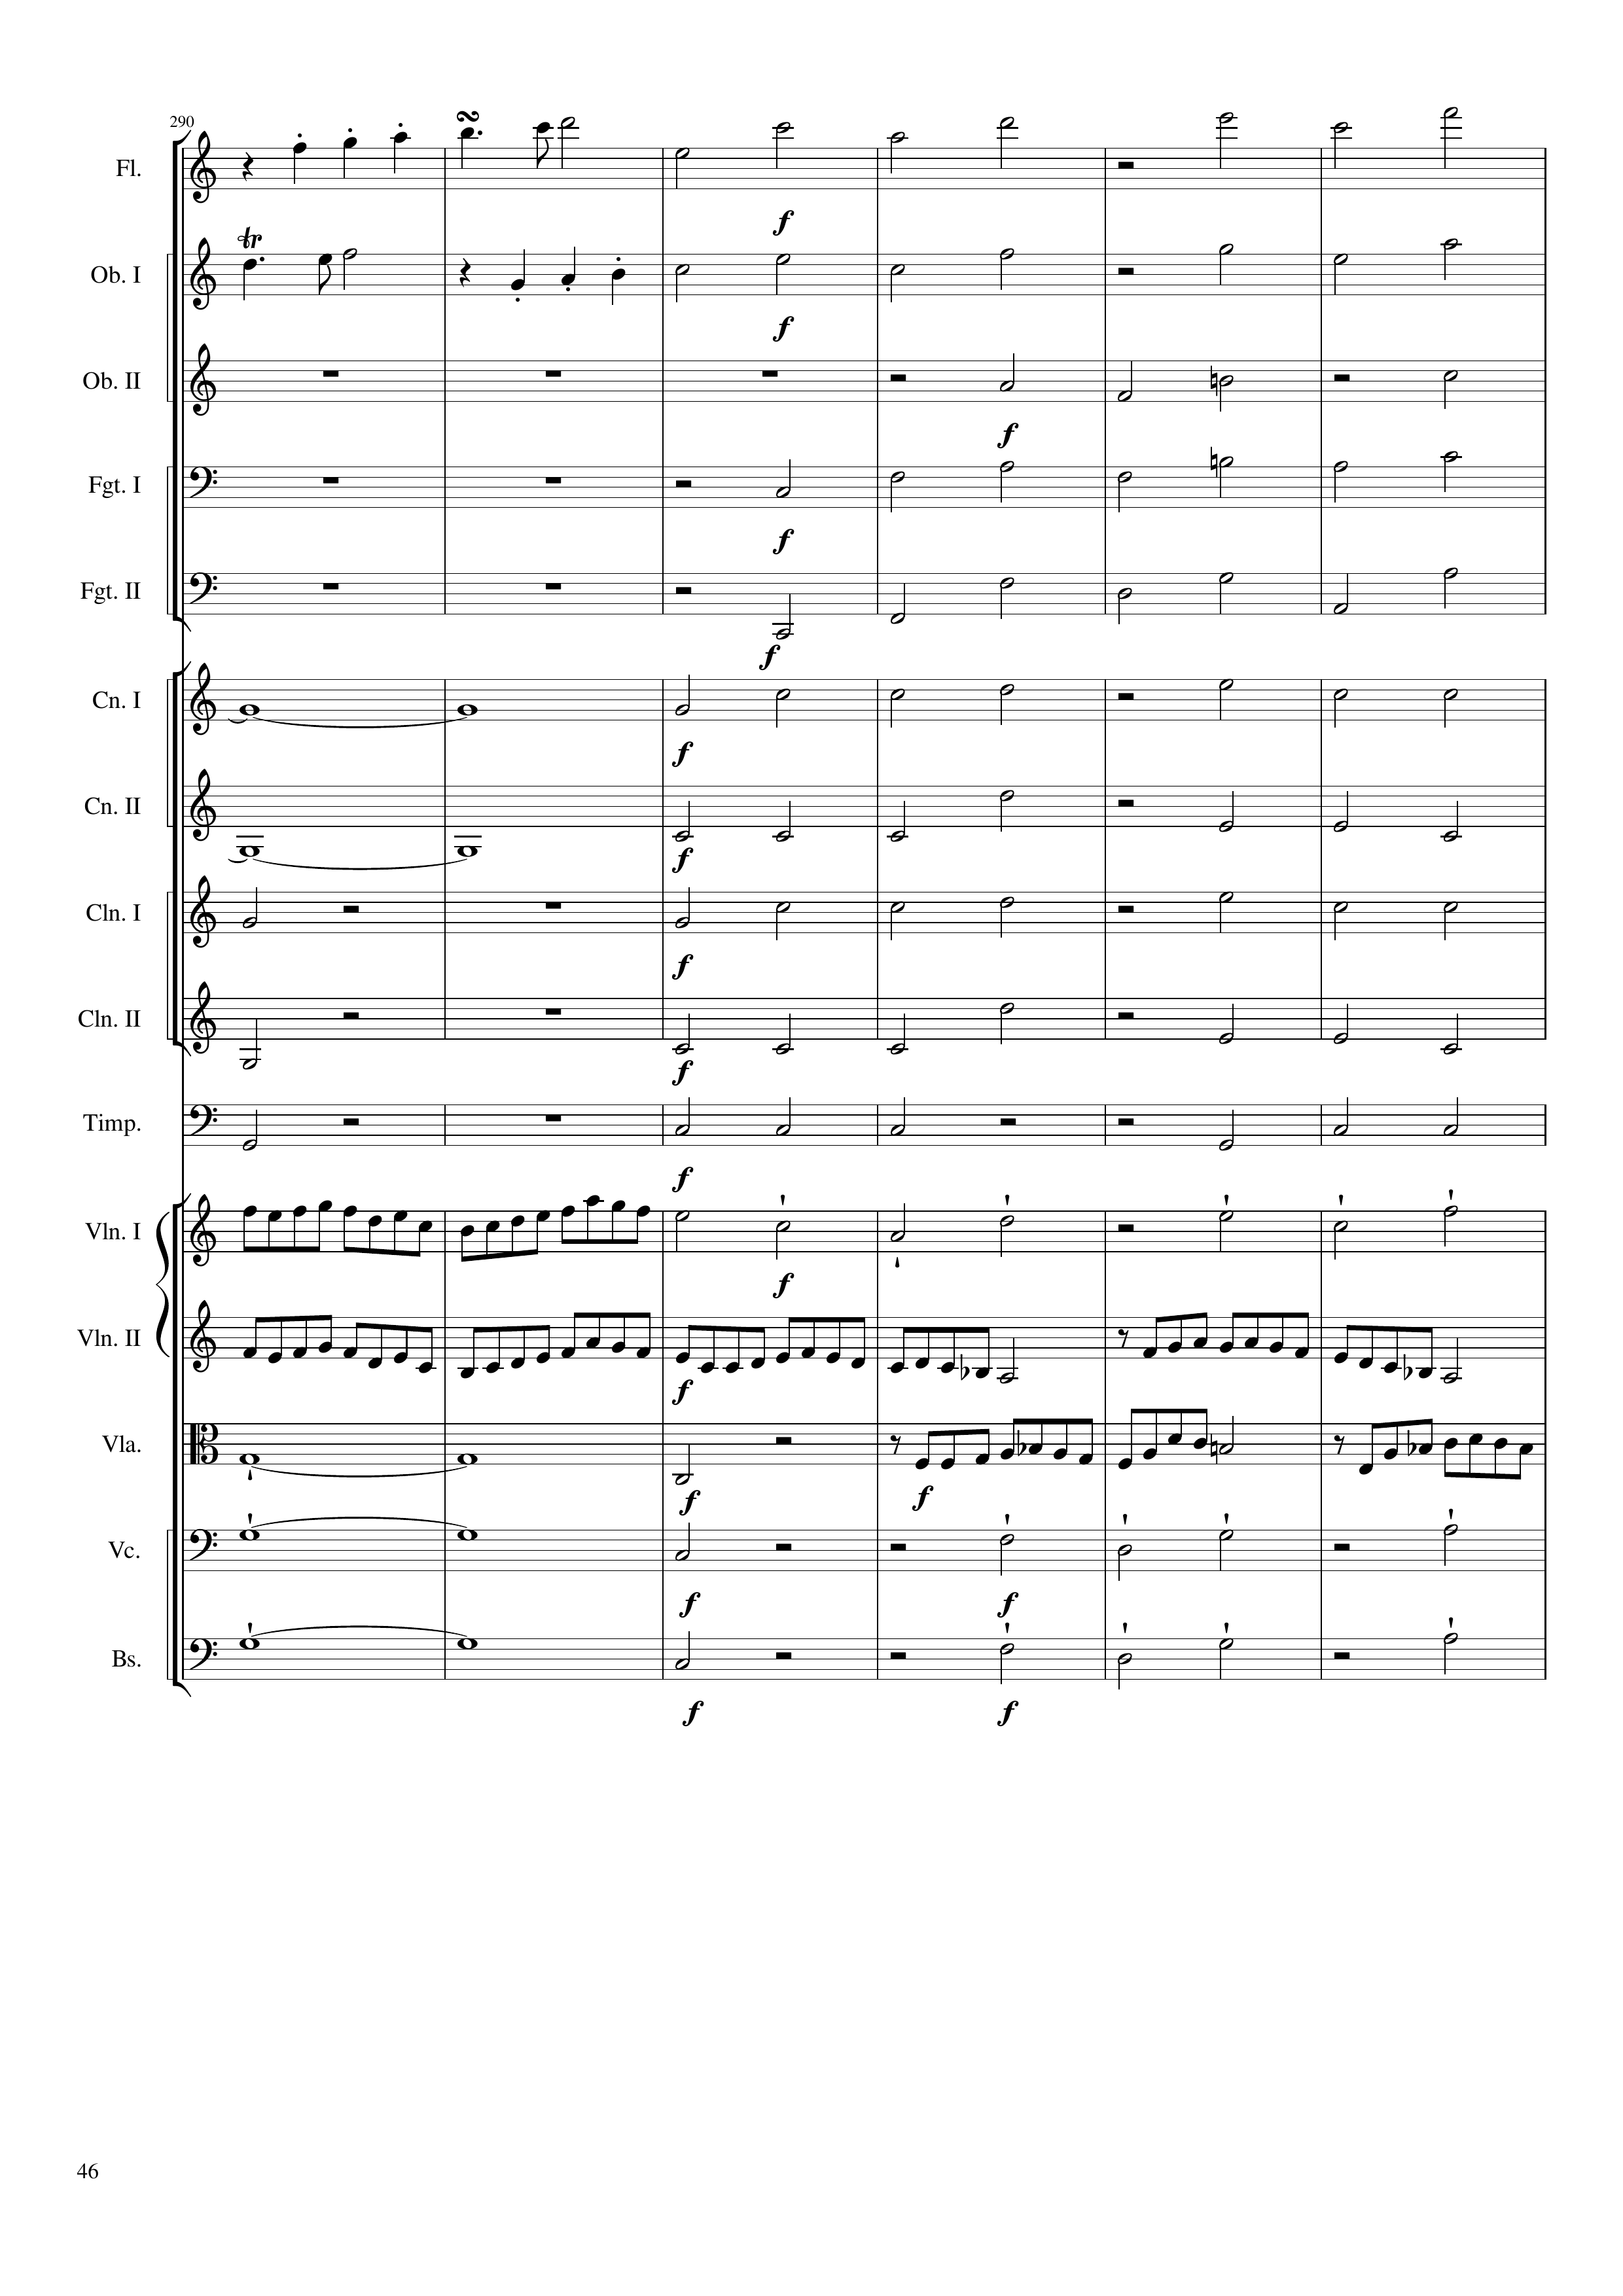 290
Fl.
f
tr
Ob. I
f
Ob. II
f
Fgt. I
f
Fgt. II
f
Cn. I
f
Cn. II
f
Cln. I
f
Cln. II
f
Timp.
f
Vln. I
f
Vln. II
f
Vla.
f f
Vc.
f f
Bs.
f f
46